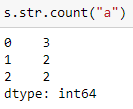 s.str.count("a")
0    3
1    2
2    2
dtype: int64